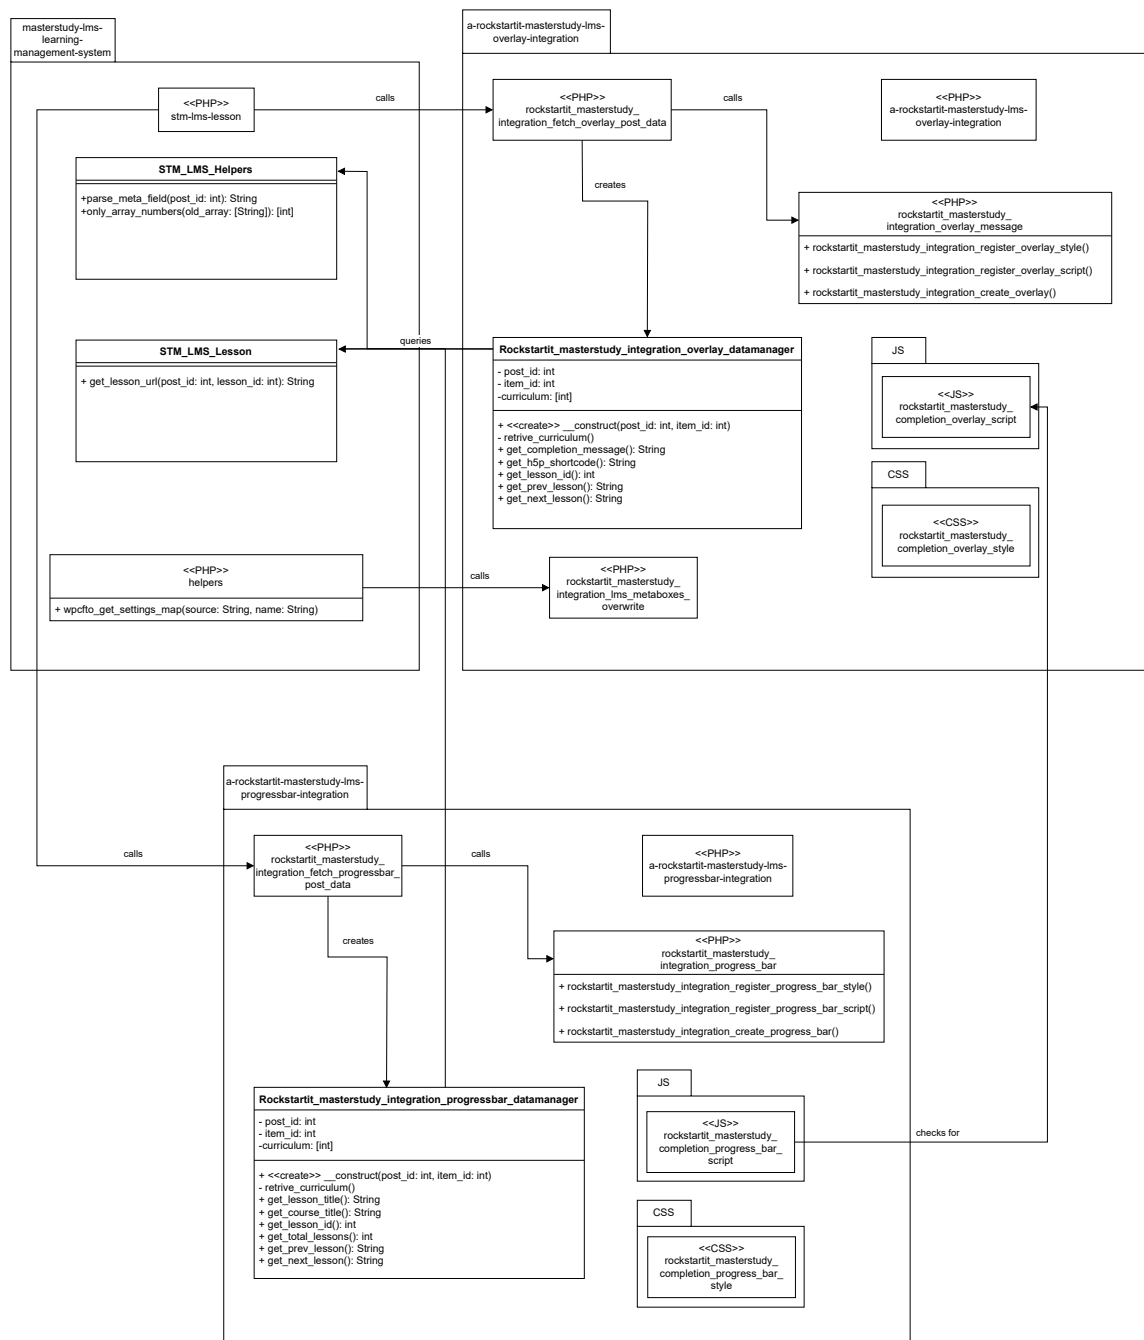 masterstudy-lms-
learning-
management-system
a-rockstartit-masterstudy-lms-
overlay-integration
<<PHP>>
stm-lms-lesson
calls
<<PHP>>
rockstartit_masterstudy_
integration_fetch_overlay_post_data
calls
<<PHP>>
a-rockstartit-masterstudy-lms-
overlay-integration
STM_LMS_Helpers
+parse_meta_field(post_id: int): String
+only_array_numbers(old_array: [String]): [int]
creates
<<PHP>>
rockstartit_masterstudy_
integration_overlay_message
+ rockstartit_masterstudy_integration_register_overlay_style()
+ rockstartit_masterstudy_integration_register_overlay_script()
+ rockstartit_masterstudy_integration_create_overlay()
STM_LMS_Lesson
+ get_lesson_url(post_id: int, lesson_id: int): String
queries
Rockstartit_masterstudy_integration_overlay_datamanager
- post_id: int
- item_id: int
-curriculum: [int]
+ <<create>> __construct(post_id: int, item_id: int)
- retrive_curriculum()
+ get_completion_message(): String
+ get_h5p_shortcode(): String
+ get_lesson_id(): int
+ get_prev_lesson(): String
+ get_next_lesson(): String
JS
<<JS>>
rockstartit_masterstudy_
completion_overlay_script
CSS
<<CSS>>
rockstartit_masterstudy_
completion_overlay_style
<<PHP>>
helpers
+ wpcfto_get_settings_map(source: String, name: String)
calls
<<PHP>>
rockstartit_masterstudy_
integration_lms_metaboxes_
overwrite
a-rockstartit-masterstudy-lms-
progressbar-integration
calls
<<PHP>>
rockstartit_masterstudy_
integration_fetch_progressbar_
post_data
calls
<<PHP>>
a-rockstartit-masterstudy-lms-
progressbar-integration
creates
<<PHP>>
rockstartit_masterstudy_
integration_progress_bar
+ rockstartit_masterstudy_integration_register_progress_bar_style()
+ rockstartit_masterstudy_integration_register_progress_bar_script()
+ rockstartit_masterstudy_integration_create_progress_bar()
Rockstartit_masterstudy_integration_progressbar_datamanager
- post_id: int
- item_id: int
-curriculum: [int]
+ <<create>> __construct(post_id: int, item_id: int)
- retrive_curriculum()
+ get_lesson_title(): String
+ get_course_title(): String
+ get_lesson_id(): int
+ get_total_lessons(): int
+ get_prev_lesson(): String
+ get_next_lesson(): String
JS
<<JS>>
rockstartit_masterstudy_
completion_progress_bar_
script
checks for
CSS
<<CSS>>
rockstartit_masterstudy_
completion_progress_bar_
style